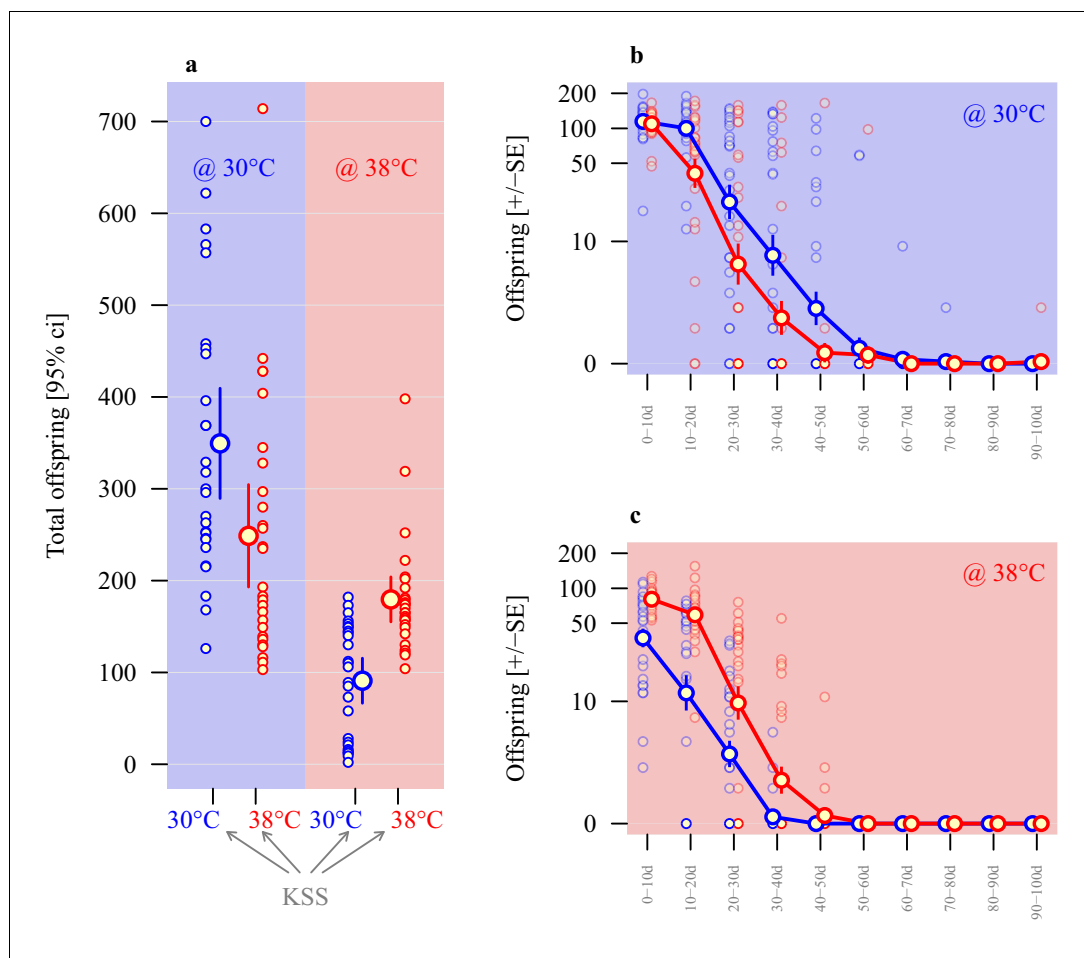 a
Total offspring [95% ci]
700
600
500
400
300
200
100
0
@ 30°C
@ 38°C
30°C 38°C 30°C 38°C
KSS
b
Offspring [+/−SE]
200
100
50
10
0
@ 30°C
0−10d
10−20d
20−30d
30−40d
40−50d
50−60d
60−70d
70−80d
80−90d
90−100d
c
Offspring [+/−SE]
200
100
50
10
0
@ 38°C
0−10d
10−20d
20−30d
30−40d
40−50d
50−60d
60−70d
70−80d
80−90d
90−100d